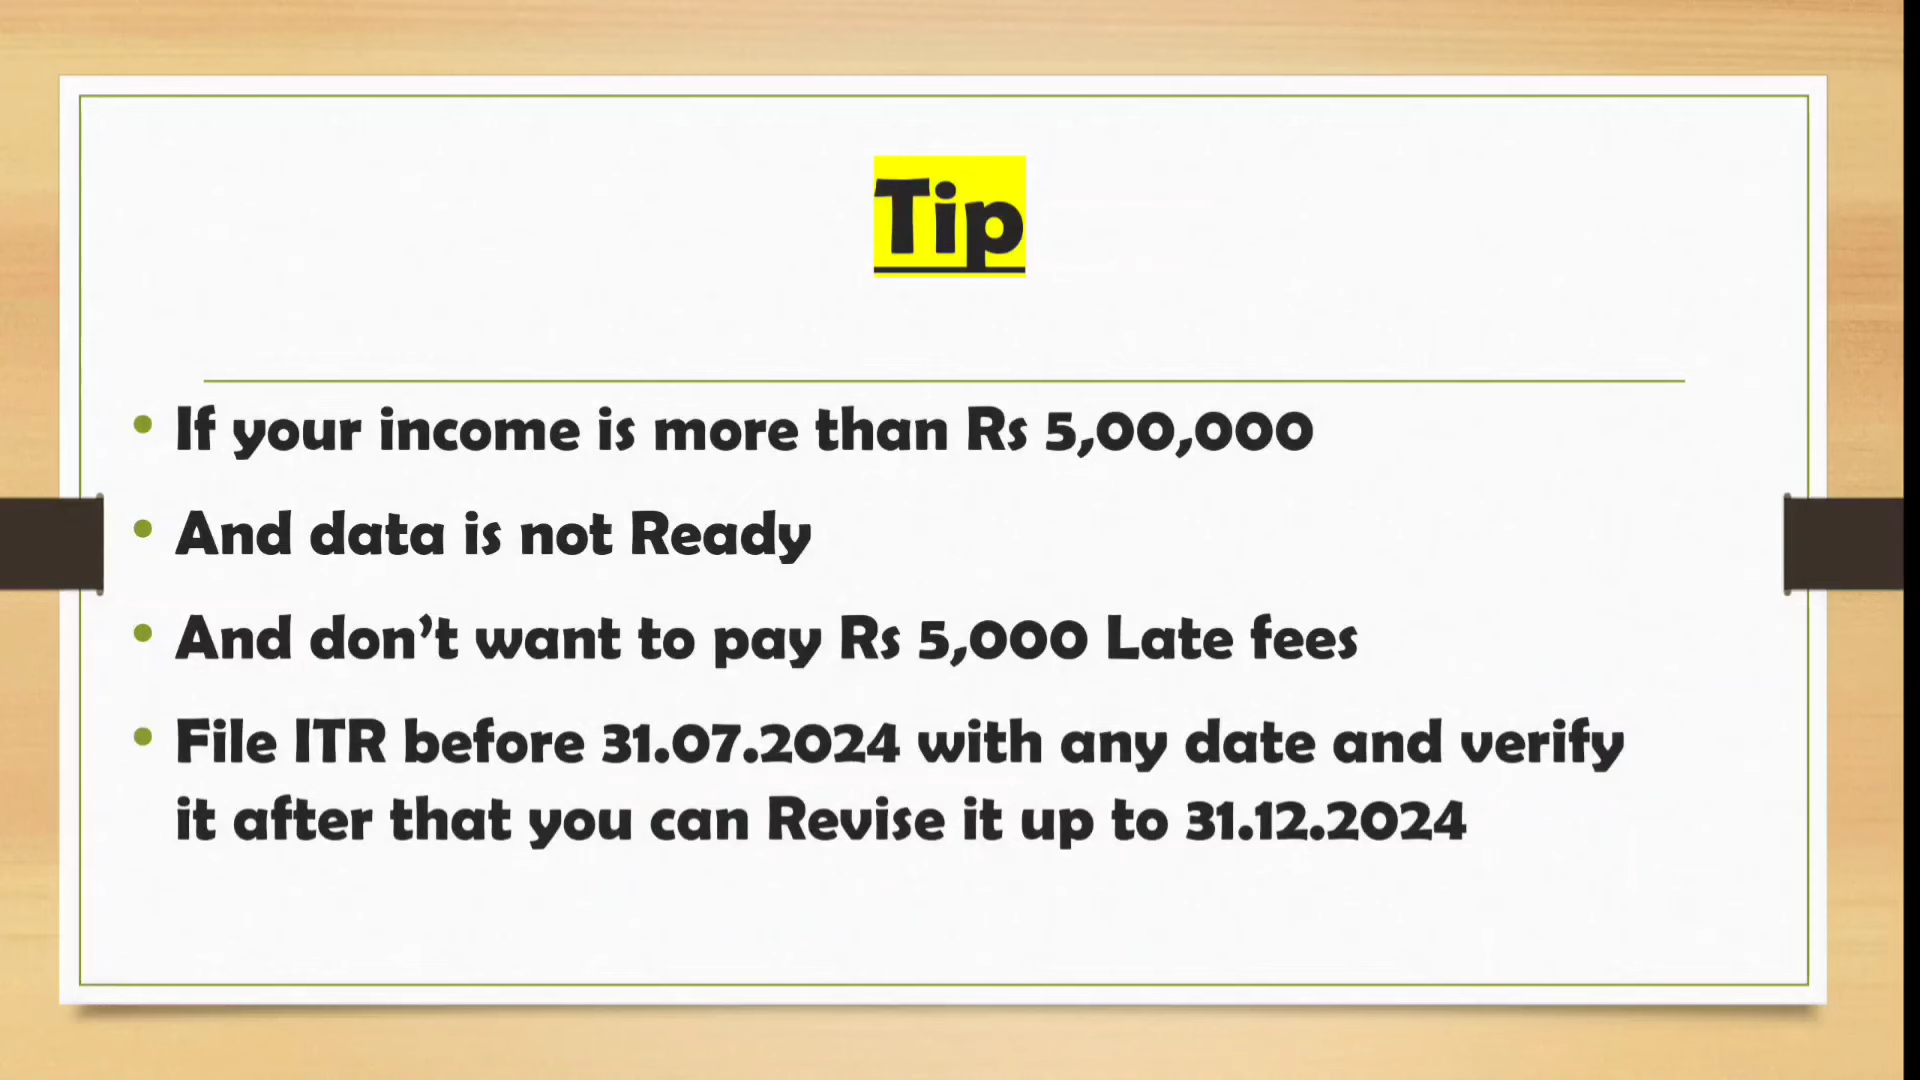 Tip
• If your income is more than Rs 5,00,000
• And data is not Ready
• And don’t want to pay Rs 5,000 Late fees
• File ITR before 31.07.2024 with any date and verify
it after that you can Revise it up to 31.12.2024